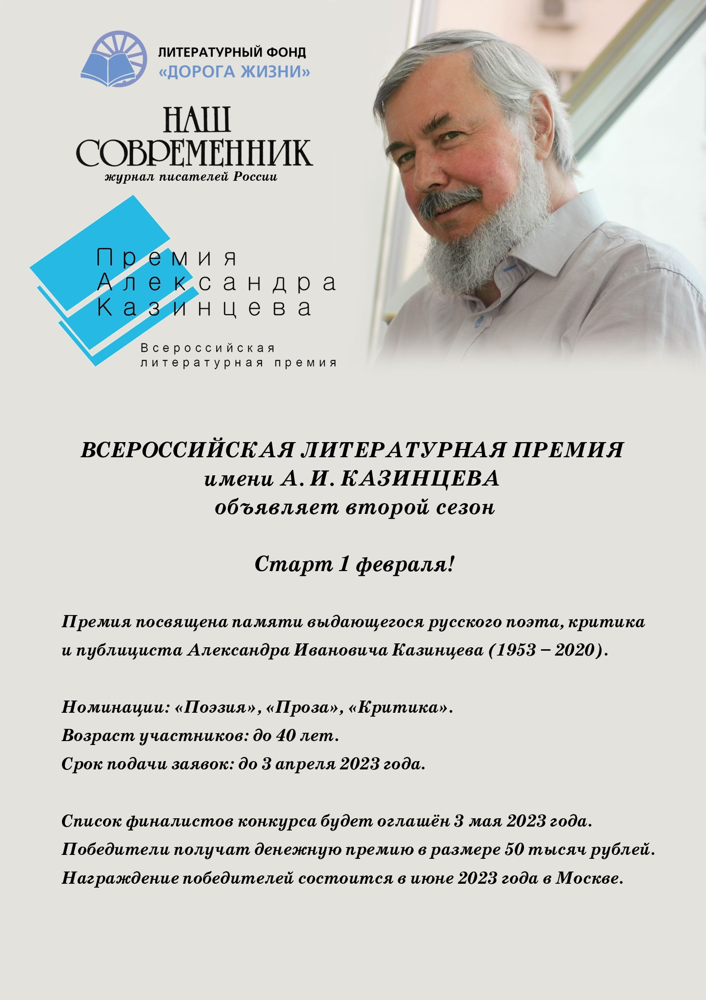 ЛИТЕРАТУРНЫЙ ФОНД
«ДОРОГА ЖИЗНИ»
НАШ
СОВРЕМЕННИК
журнал писателей России
Премия
Александра
Казинцева
Всероссийская
литературная премия
ВСЕРОССИЙСКАЯ ЛИТЕРАТУРНАЯ ПРЕМИЯ
имени А. И. КАЗИНЦЕВА
объявляет второй сезон
Старт 1 февраля!
Премия посвящена памяти выдающегося русского поэта, критика
и публициста Александра Ивановича Казинцева (1953 – 2020).
Номинации: «Поэзия», «Проза», «Критика».
Возраст участников: до 40 лет.
Срок подачи заявок: до 3 апреля 2023 года.
Список финалистов конкурса будет оглашён 3 мая 2023 года.
Победители получат денежную премию в размере 50 тысяч рублей.
Награждение победителей состоится в июне 2023 года в Москве.